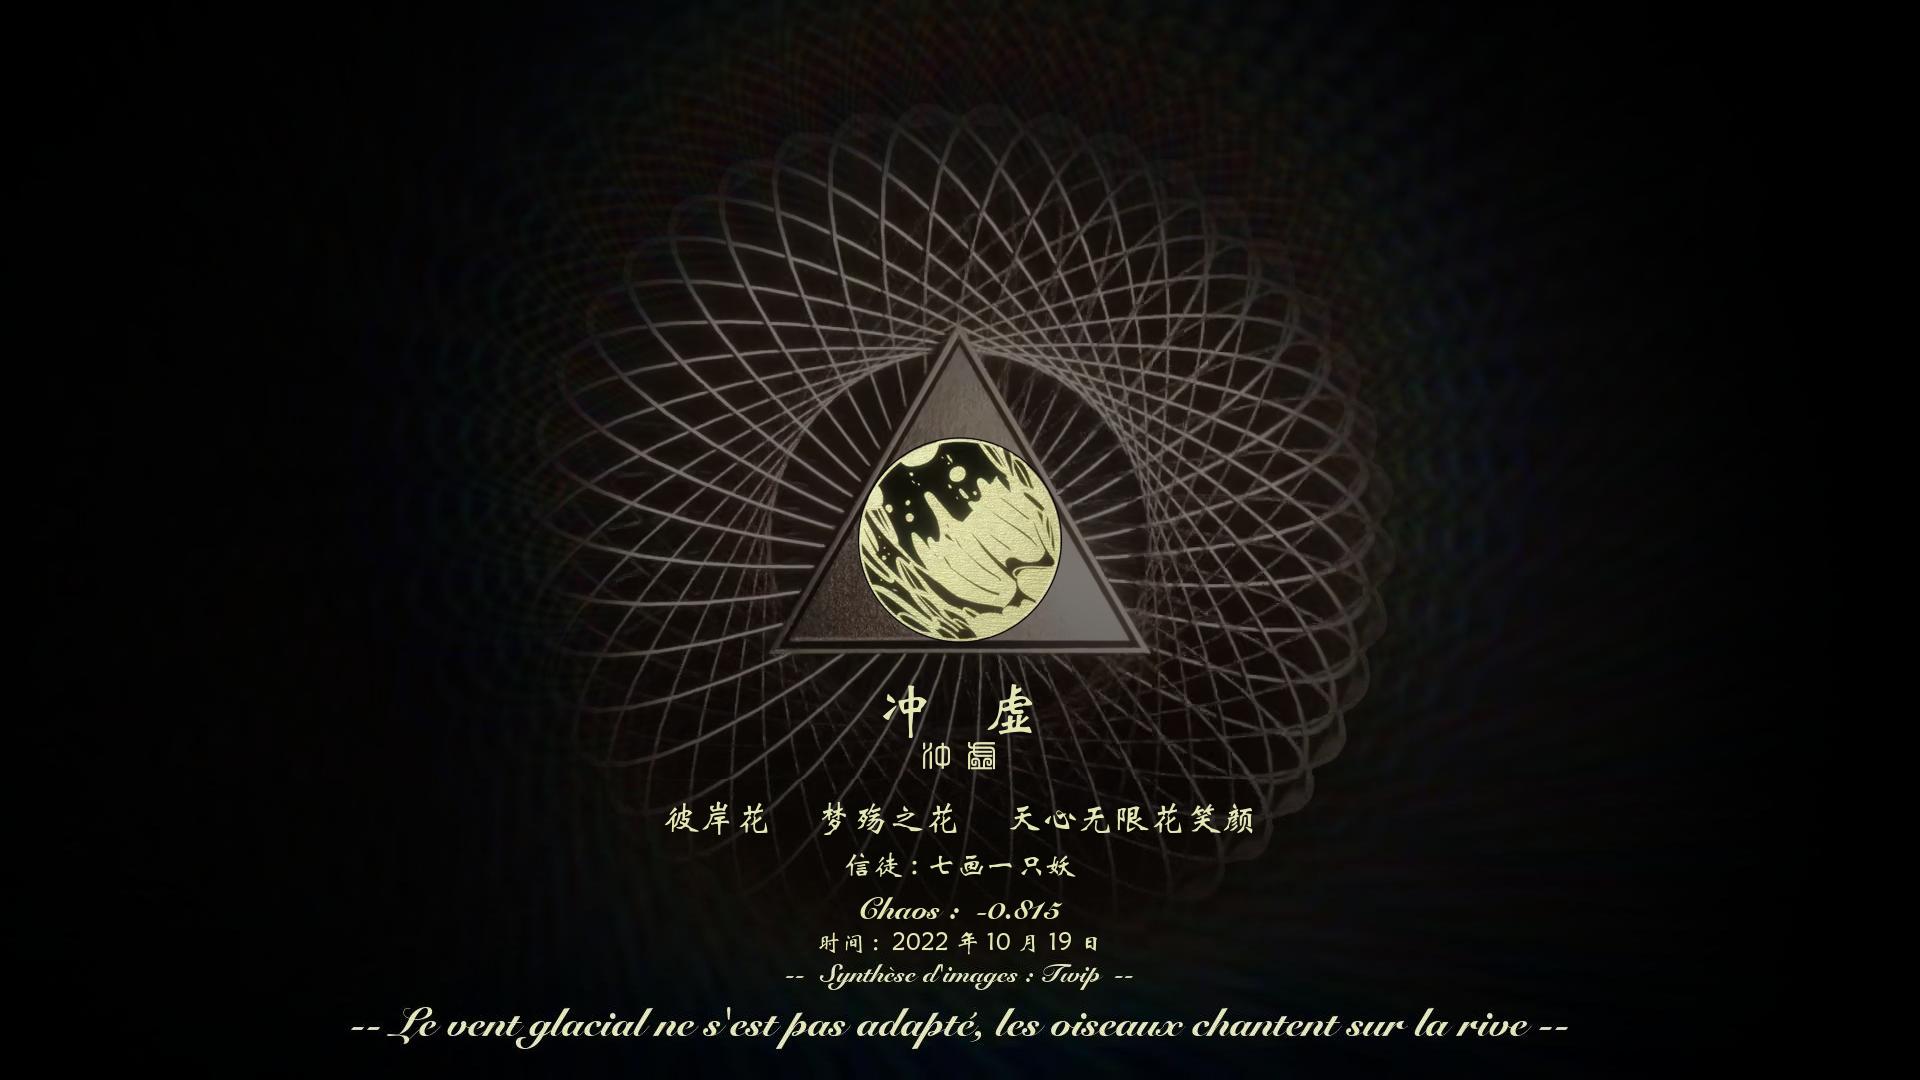 冲 虚
沖 虛
彼岸花 梦殇之花 天心无限花笑颜
信徒：七画一只妖
Chaos : -0.815
时间：2022 年 10 月 19 日
-- Synthèse d'images : Twip --
-- Le vent glacial ne s'est pas adapté, les oiseaux chantent sur la rive --